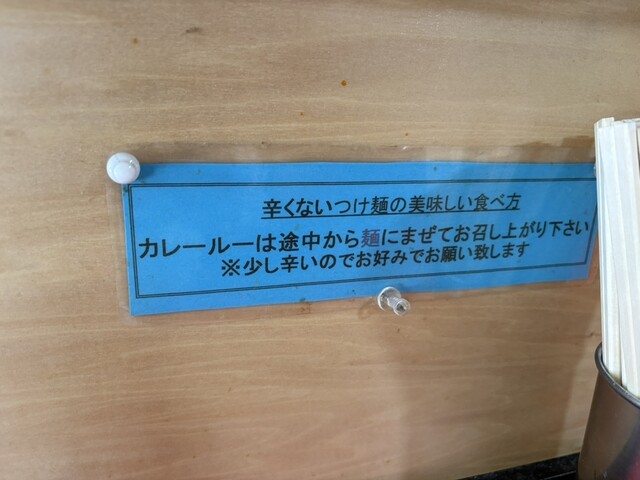 辛くないつけ麺の美味しい食べ方
カレールーは途中から麺にまぜてお召し上がり下さい
※少し辛いのでお好みでお願い致します